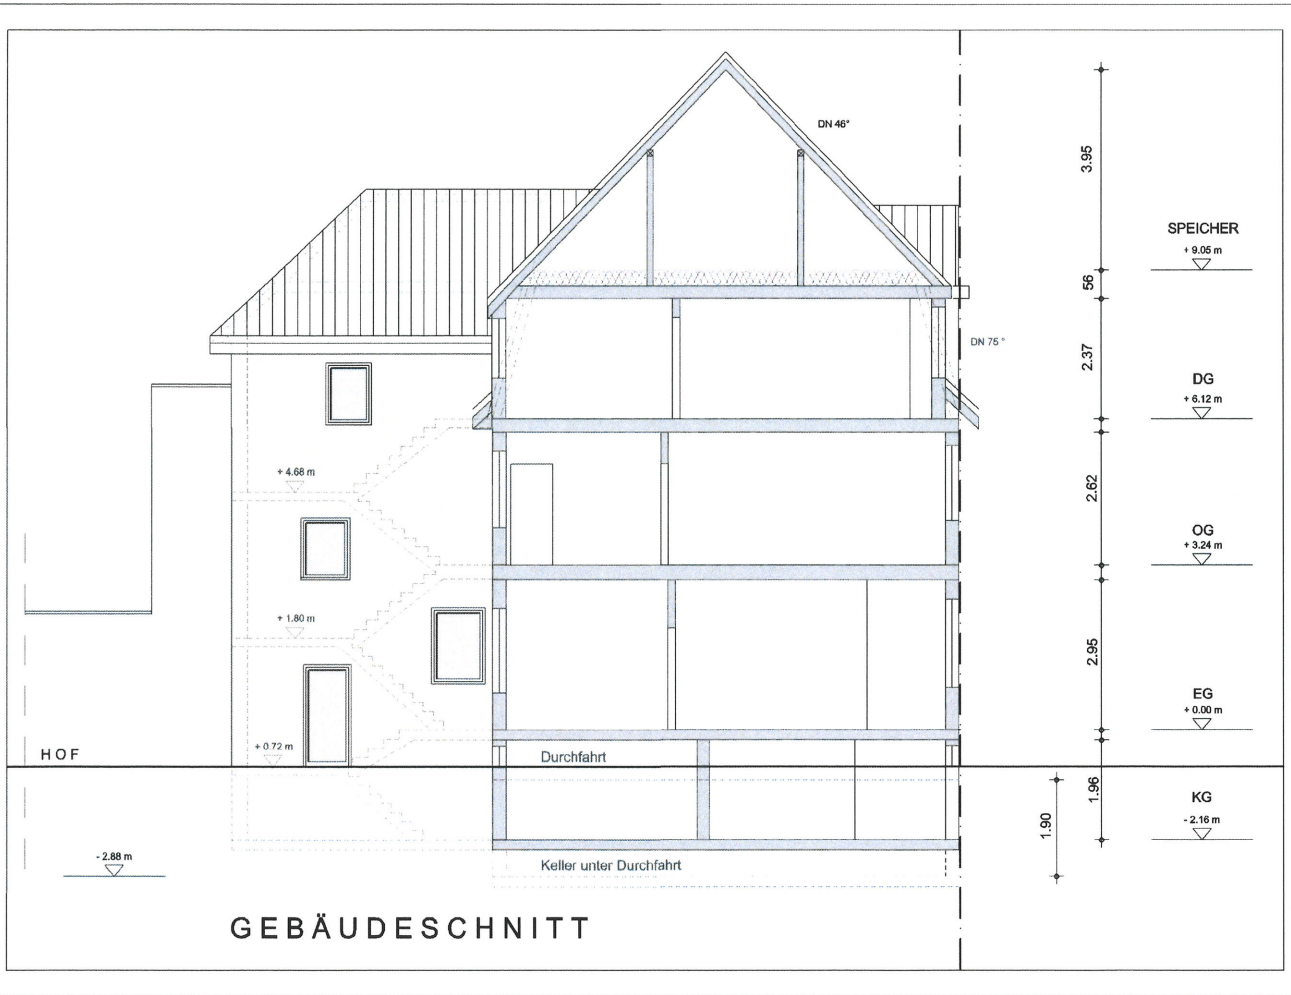 DN 46°
3.95
SPEICHER
+ 9.05 m
56
DN 75 °
2.37
DG
+ 6.12 m
+ 4.68 m
2.62
OG
+ 3.24 m
+ 1.80 m
2.95
EG
+ 0.00 m
HOF
+ 0.72 m
Durchfahrt
1.96
KG
- 2.16 m
1.90
- 2.88 m
Keller unter Durchfahrt
GEBÄUDESCHNITT